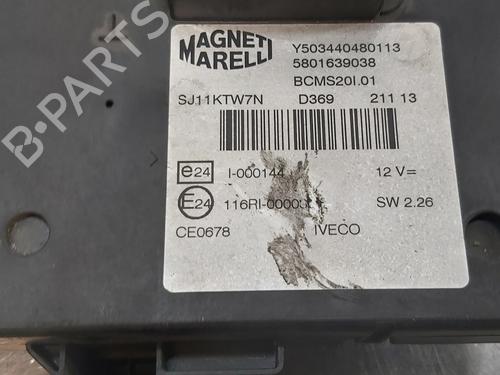 MAGNETI MARELLI
Y503440480113
5801639038
BCMS20I.01
SJ11KTW7N D369 211 13
e24 I-000144 12 V=
E24 SW 2.26
CE0678 IVECO
B-PARTS